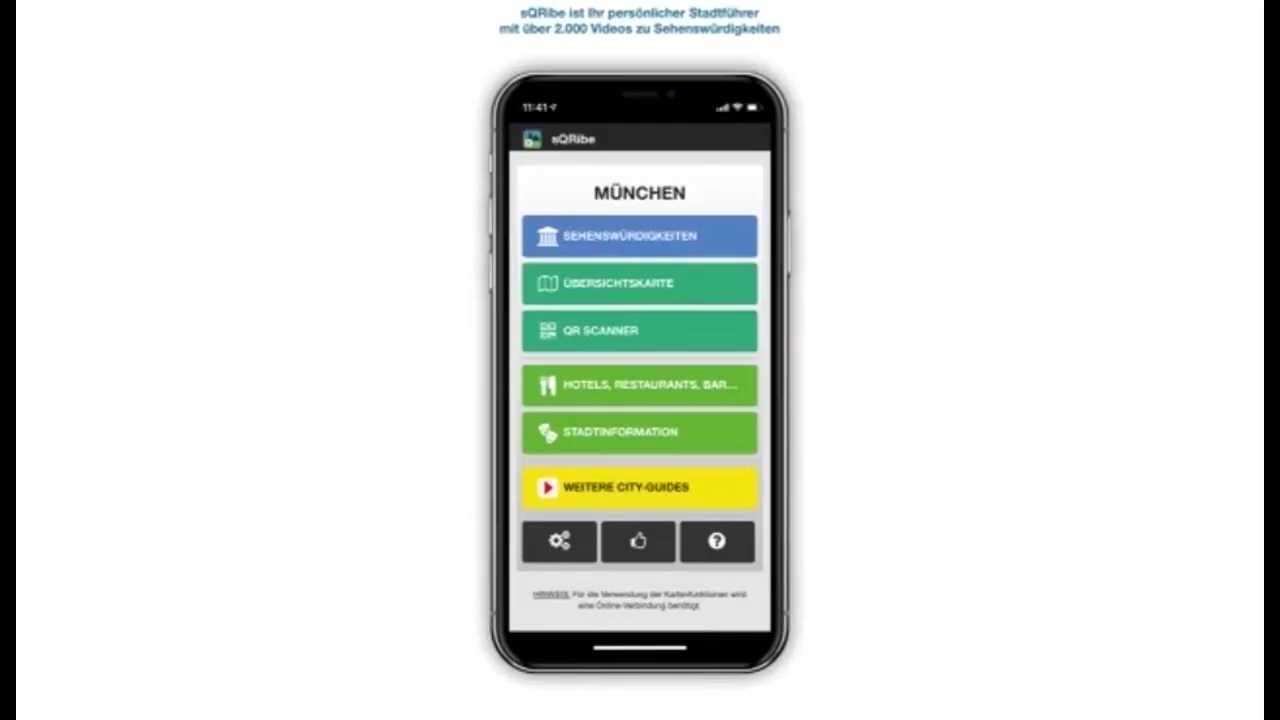 sQRibe ist Ihr persönlicher Stadtführer
mit über 2.000 Videos zu Sehenswürdigkeiten
11:41
sQRibe
MÜNCHEN
SEHENSWÜRDIGKEITEN
ÜBERSICHTSKARTE
QR SCANNER
HOTELS, RESTAURANTS, BAR...
STADTINFORMATION
WEITERE CITY-GUIDES
HINWEIS: Für die Verwendung der Kartenfunktionen wird
eine Online-Verbindung benötigt.